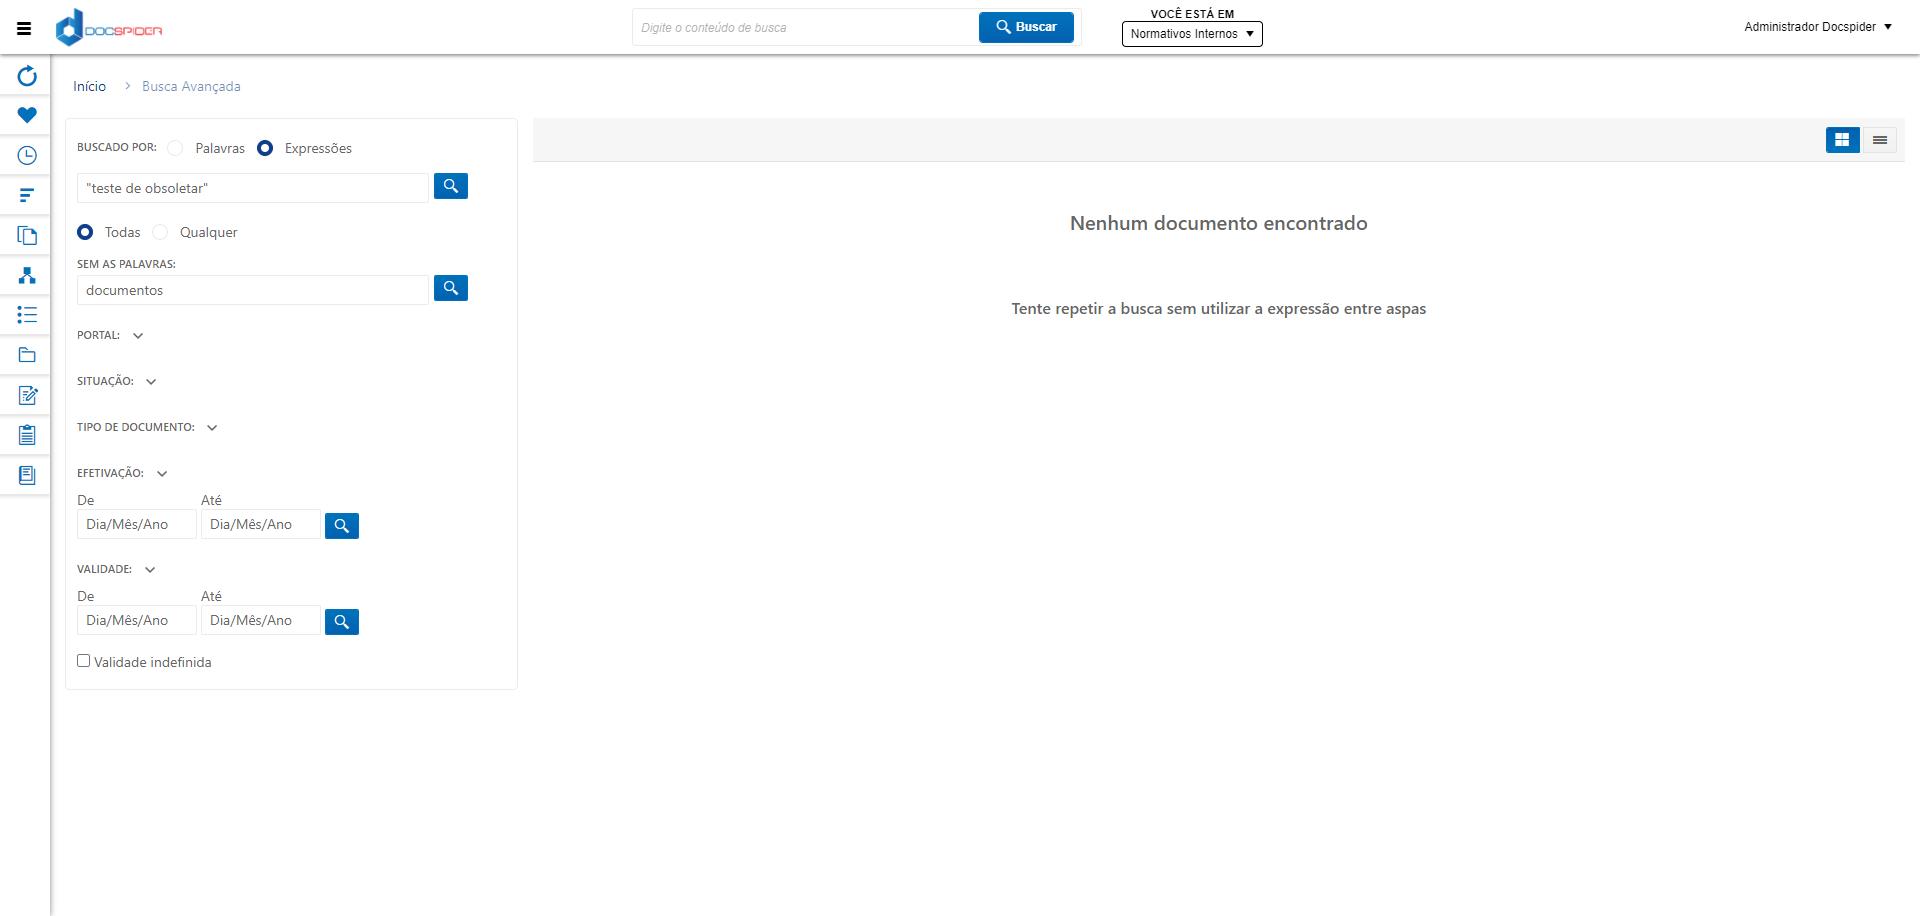 DOCSPIDER
Digite o conteúdo de busca
Buscar
VOCÊ ESTÁ EM
Normativos Internos
Administrador Docspider
Início
Busca Avançada
BUSCADO POR: Palavras Expressões
"teste de obsoletar"
Todas Qualquer
SEM AS PALAVRAS:
documentos
PORTAL:
SITUAÇÃO:
TIPO DE DOCUMENTO:
EFETIVAÇÃO:
De Até
Dia/Mês/Ano Dia/Mês/Ano
VALIDADE:
De Até
Dia/Mês/Ano Dia/Mês/Ano
Validade indefinida
Nenhum documento encontrado
Tente repetir a busca sem utilizar a expressão entre aspas